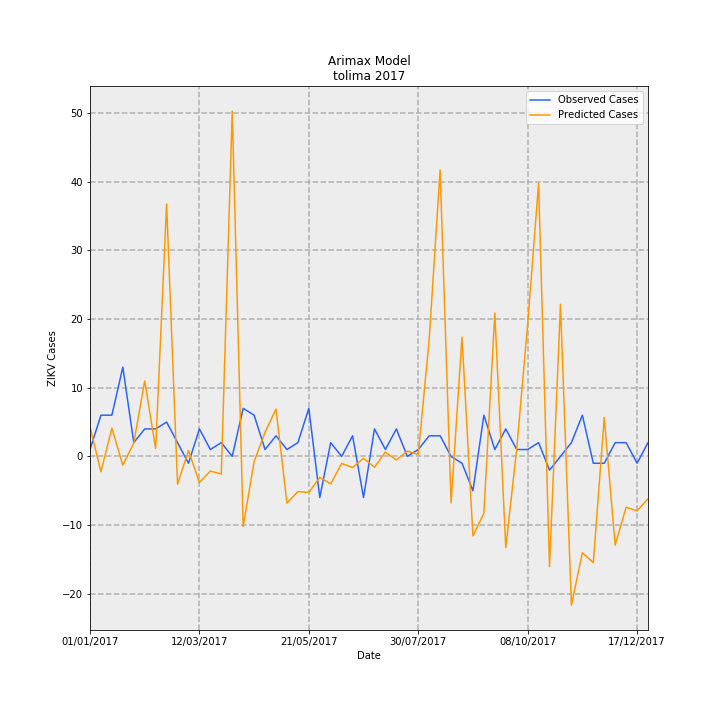 Arimax Model
tolima 2017
Observed Cases
Predicted Cases
50
40
30
20
10
0
−10
−20
ZIKV Cases
01/01/2017
12/03/2017
21/05/2017
30/07/2017
08/10/2017
17/12/2017
Date